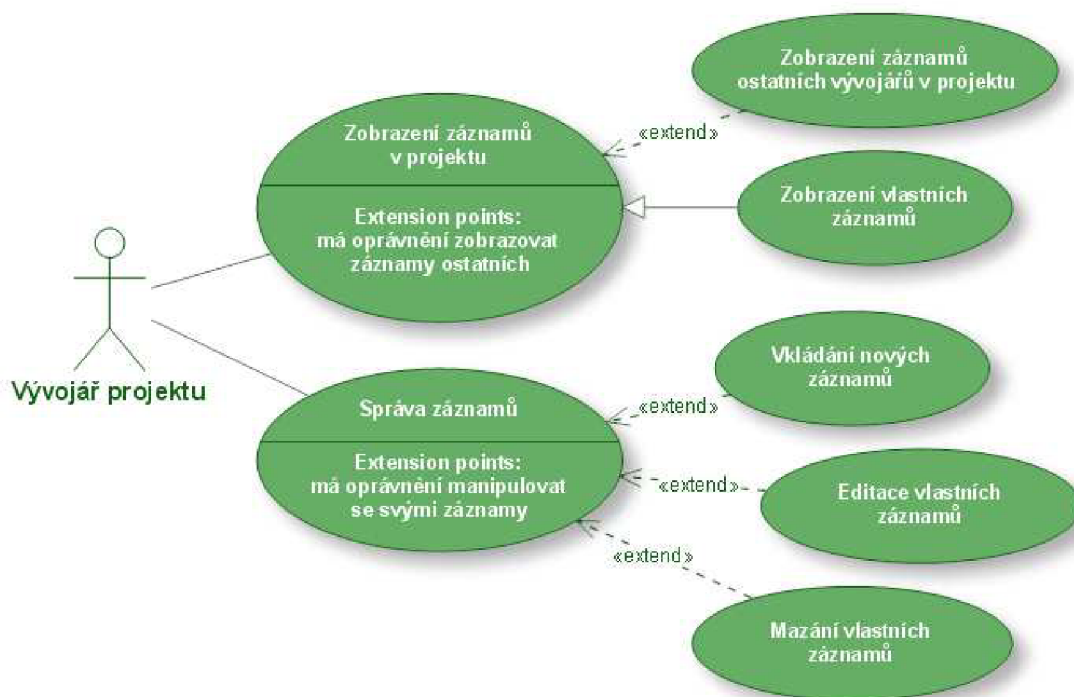 Zobrazení záznamů
ostatních vývojářů v projektu
«extend»
Zobrazení záznamů
v projektu
Extension points:
má oprávnění zobrazovat
záznamy ostatních
Zobrazení vlastních
záznamů
Vývojář projektu
Vkládání nových
záznamů
«extend»
Správa záznamů
Extension points:
má oprávnění manipulovat
se svými záznamy
«extend»
Editace vlastních
záznamů
«extend»
Mazání vlastních
záznamů